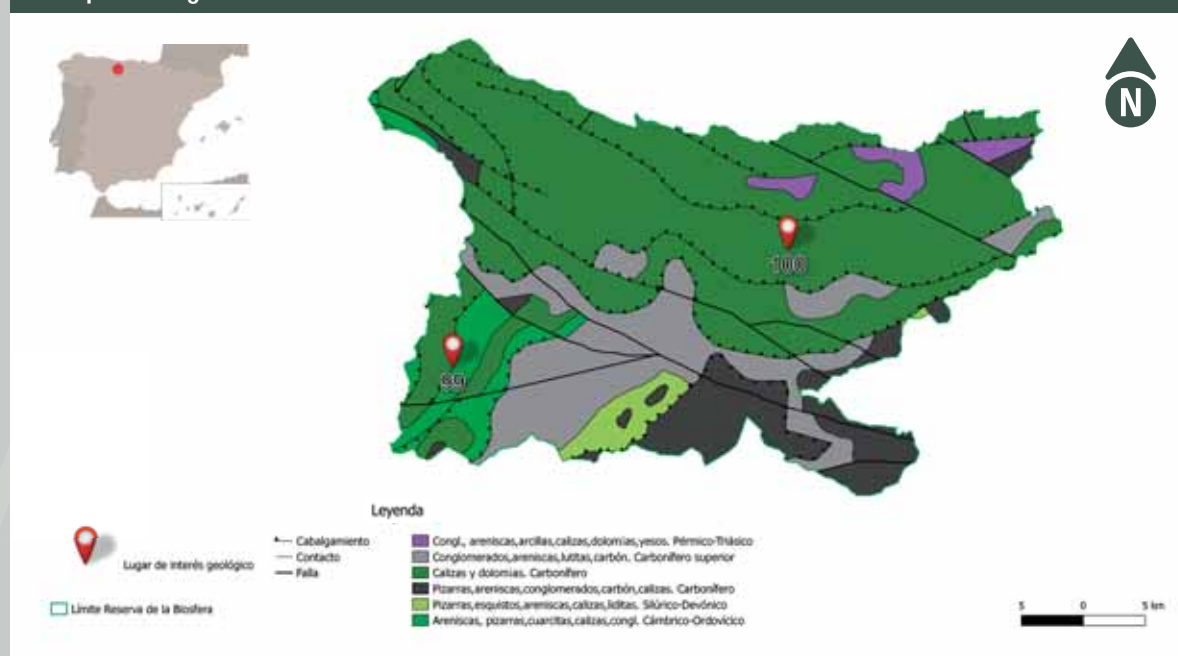 N
100
Leyenda
Lugar de interés geológico
Límite Reserva de la Biosfera
Cabalgamiento
Contacto
Falla
Congl., areniscas,arcillas,calizas,dolomías,yesos. Pérmico-Triásico
Conglomerados,areniscas,lutitas,carbón. Carbonífero superior
Calizas y dolomías. Carbonífero
Pizarras,areniscas,conglomerados,carbón,calizas. Carbonífero
Pizarras,esquistos,areniscas,calizas,liditas. Silúrico-Devónico
Areniscas, pizarras,cuarcitas,calizas,congl. Cámbrico-Ordovícico
5 0 5 km